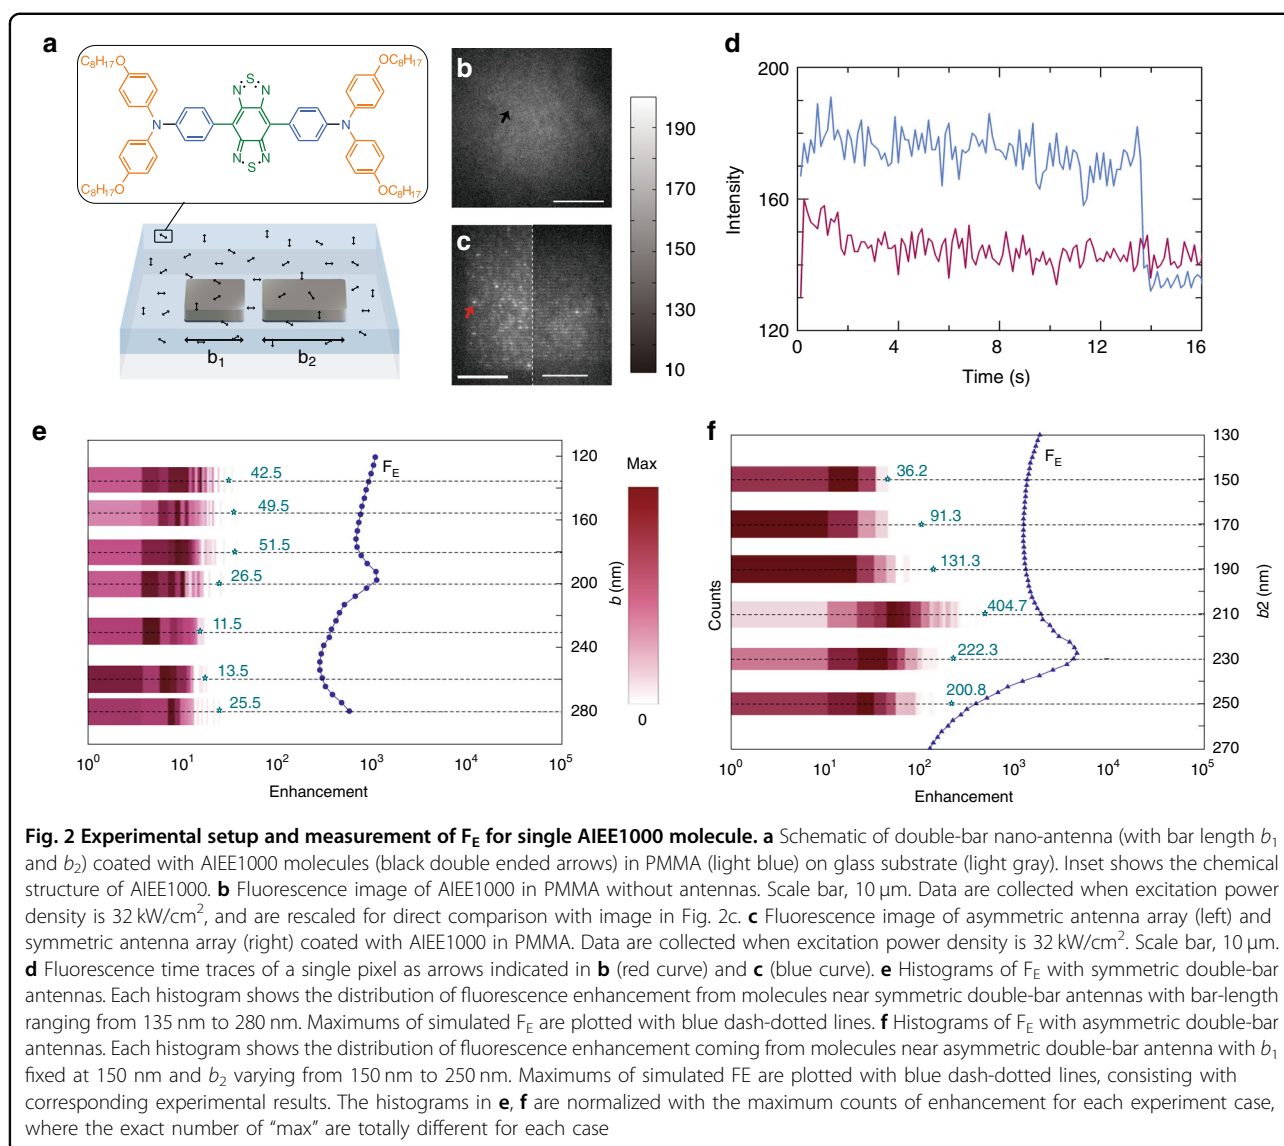 a
C8H17O
OC8H17
N
S
N
N
N
N
N
S
C8H17O
OC8H17
b1
b2
b
c
190
170
150
130
10
d
200
160
120
Intensity
0
4
8
12
16
Time (s)
e
42.5
49.5
51.5
26.5
11.5
13.5
25.5
FE
120
160
200
240
280
b (nm)
10^0
10^1
10^2
10^3
10^4
10^5
Enhancement
Max
0
Counts
f
36.2
91.3
131.3
404.7
222.3
200.8
FE
130
150
170
190
210
230
250
270
b2 (nm)
10^0
10^1
10^2
10^3
10^4
10^5
Enhancement
Fig. 2 Experimental setup and measurement of FE for single AIEE1000 molecule. a Schematic of double-bar nano-antenna (with bar length b1
and b2) coated with AIEE1000 molecules (black double ended arrows) in PMMA (light blue) on glass substrate (light gray). Inset shows the chemical
structure of AIEE1000. b Fluorescence image of AIEE1000 in PMMA without antennas. Scale bar, 10 μm. Data are collected when excitation power
density is 32 kW/cm², and are rescaled for direct comparison with image in Fig. 2c. c Fluorescence image of asymmetric antenna array (left) and
symmetric antenna array (right) coated with AIEE1000 in PMMA. Data are collected when excitation power density is 32 kW/cm². Scale bar, 10 μm.
d Fluorescence time traces of a single pixel as arrows indicated in b (red curve) and c (blue curve). e Histograms of FE with symmetric double-bar
antennas. Each histogram shows the distribution of fluorescence enhancement from molecules near symmetric double-bar antennas with bar-length
ranging from 135 nm to 280 nm. Maximums of simulated FE are plotted with blue dash-dotted lines. f Histograms of FE with asymmetric double-bar
antennas. Each histogram shows the distribution of fluorescence enhancement coming from molecules near asymmetric double-bar antenna with b1
fixed at 150 nm and b2 varying from 150 nm to 250 nm. Maximums of simulated FE are plotted with blue dash-dotted lines, consisting with
corresponding experimental results. The histograms in e, f are normalized with the maximum counts of enhancement for each experiment case,
where the exact number of "max" are totally different for each case